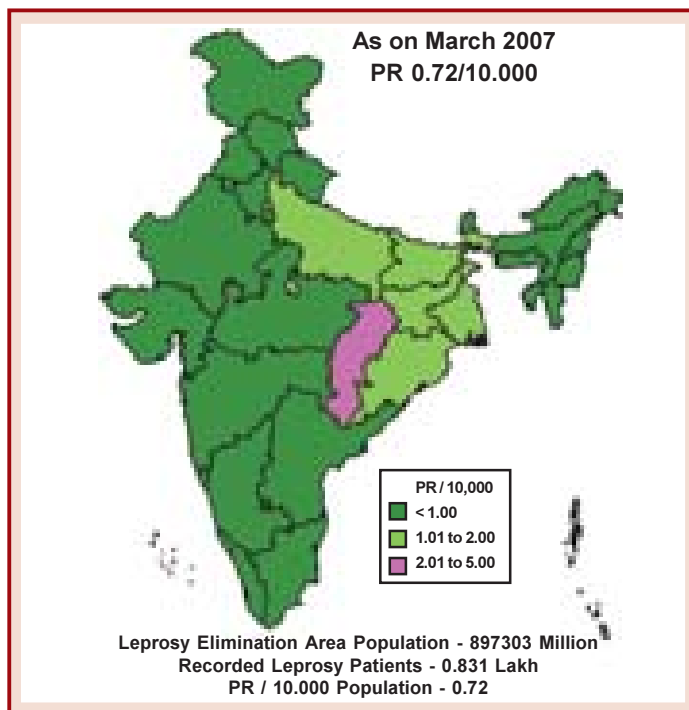 As on March 2007
PR 0.72/10.000
PR / 10,000
< 1.00
1.01 to 2.00
2.01 to 5.00
Leprosy Elimination Area Population - 897303 Million
Recorded Leprosy Patients - 0.831 Lakh
PR / 10.000 Population - 0.72